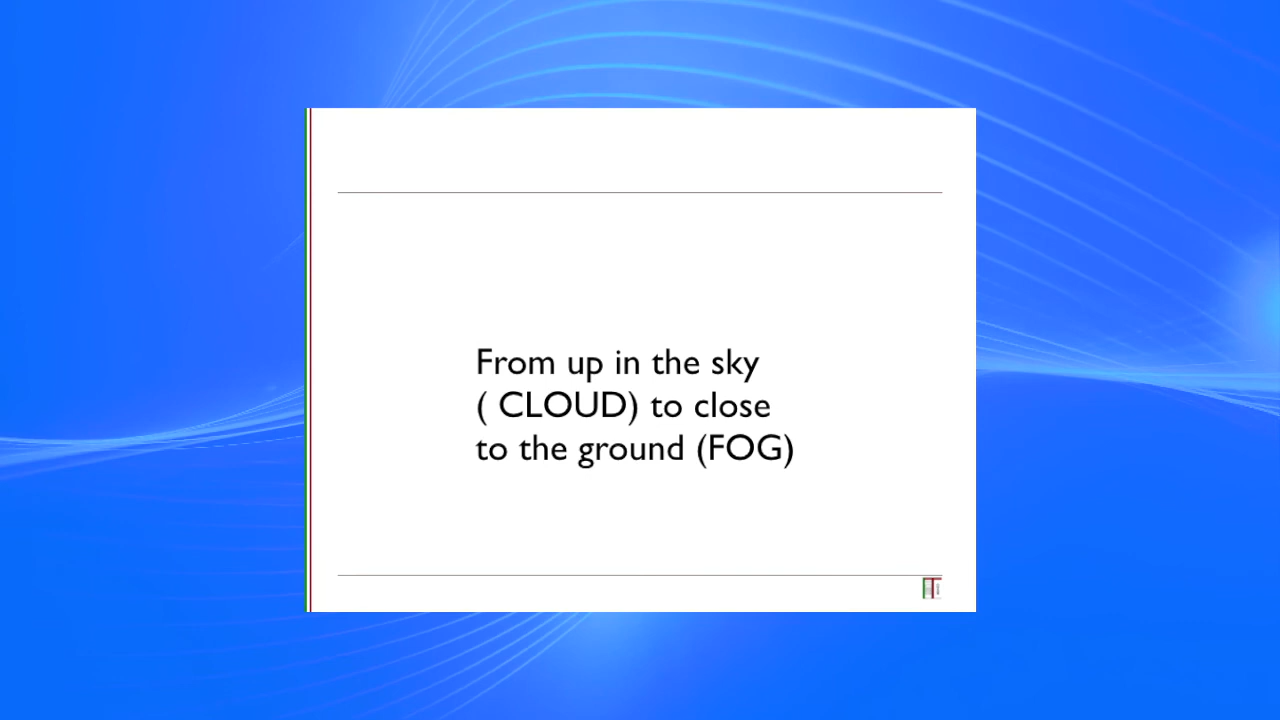 From up in the sky
( CLOUD) to close
to the ground (FOG)